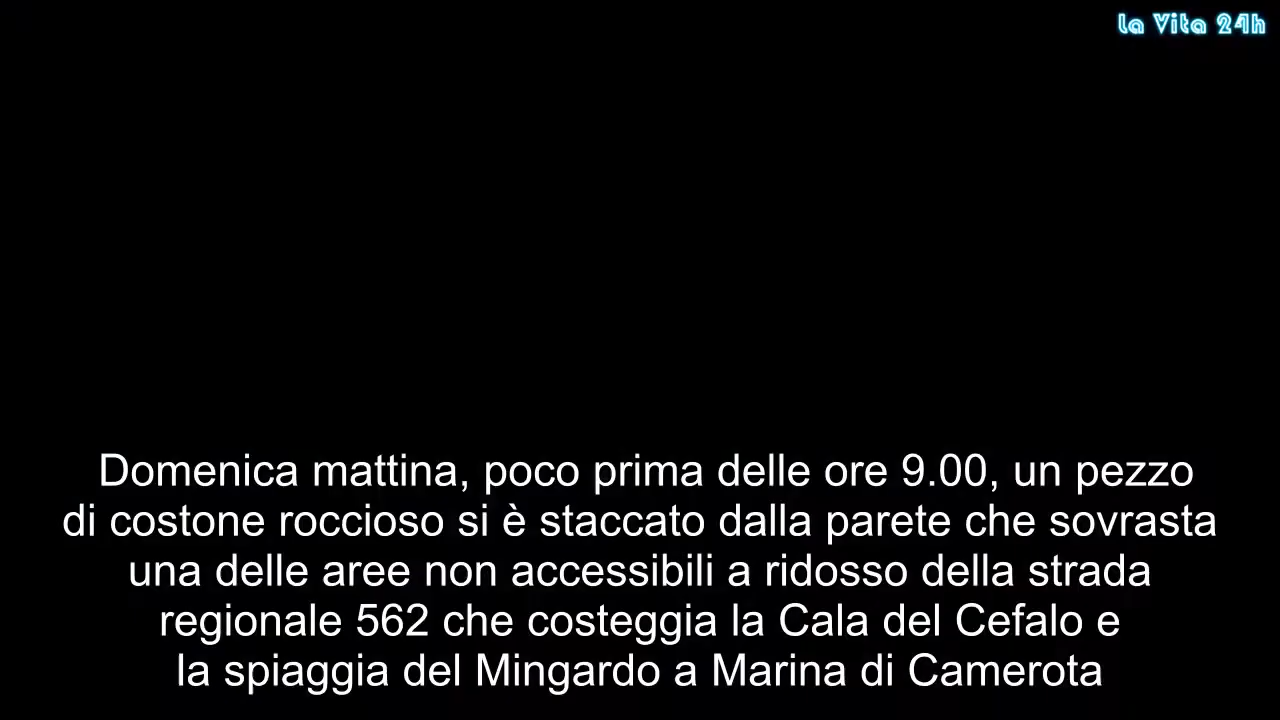 la Vita 24h
Domenica mattina, poco prima delle ore 9.00, un pezzo
di costone roccioso si è staccato dalla parete che sovrasta
una delle aree non accessibili a ridosso della strada
regionale 562 che costeggia la Cala del Cefalo e
la spiaggia del Mingardo a Marina di Camerota